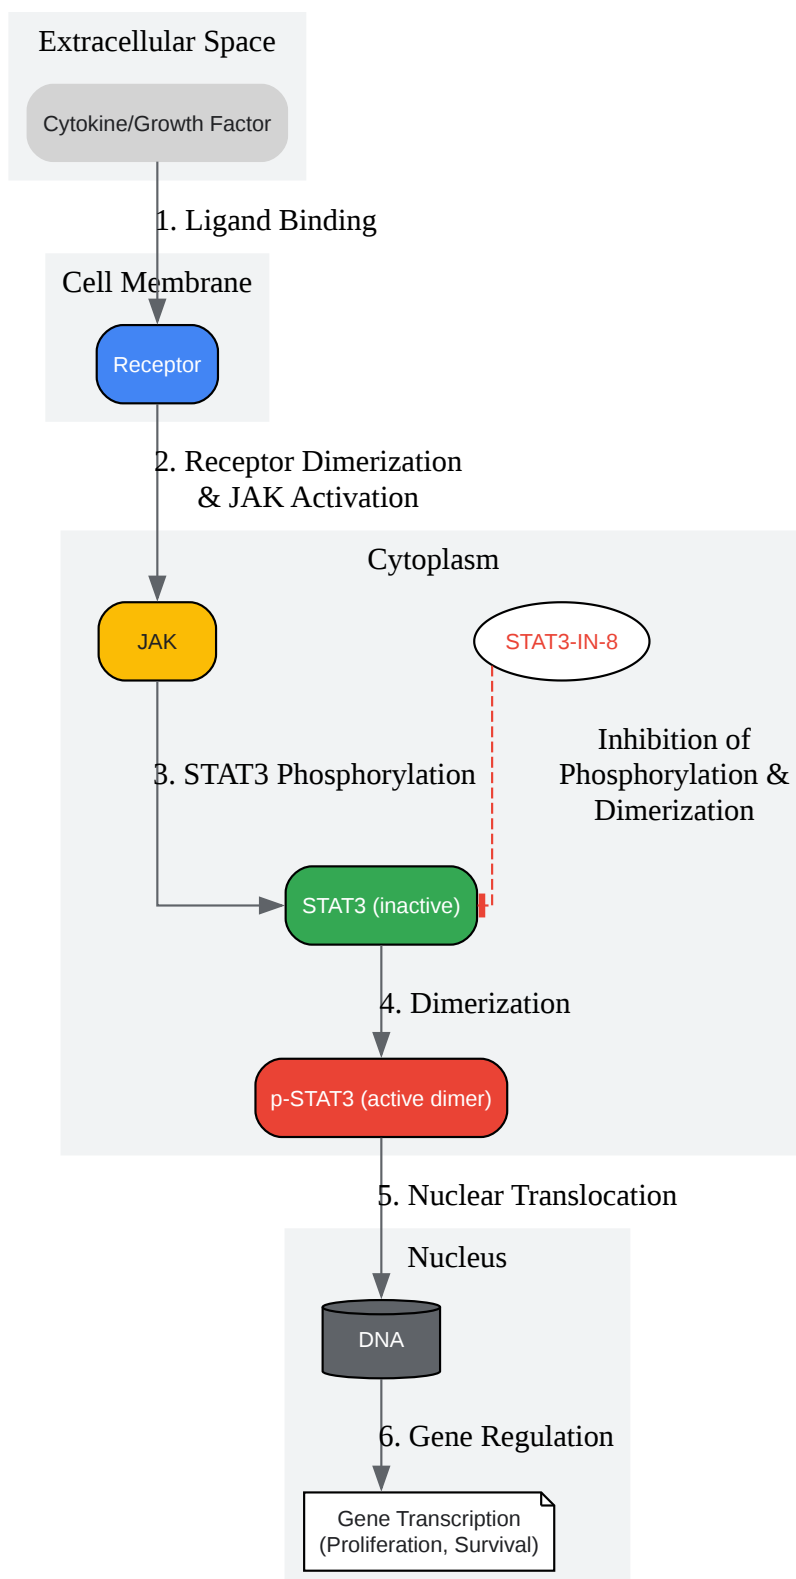 Extracellular Space
Cytokine/Growth Factor
1. Ligand Binding
Cell Membrane
Receptor
2. Receptor Dimerization
& JAK Activation
Cytoplasm
JAK
STAT3-IN-8
Inhibition of
Phosphorylation &
Dimerization
3. STAT3 Phosphorylation
STAT3 (inactive)
4. Dimerization
p-STAT3 (active dimer)
5. Nuclear Translocation
Nucleus
DNA
6. Gene Regulation
Gene Transcription
(Proliferation, Survival)